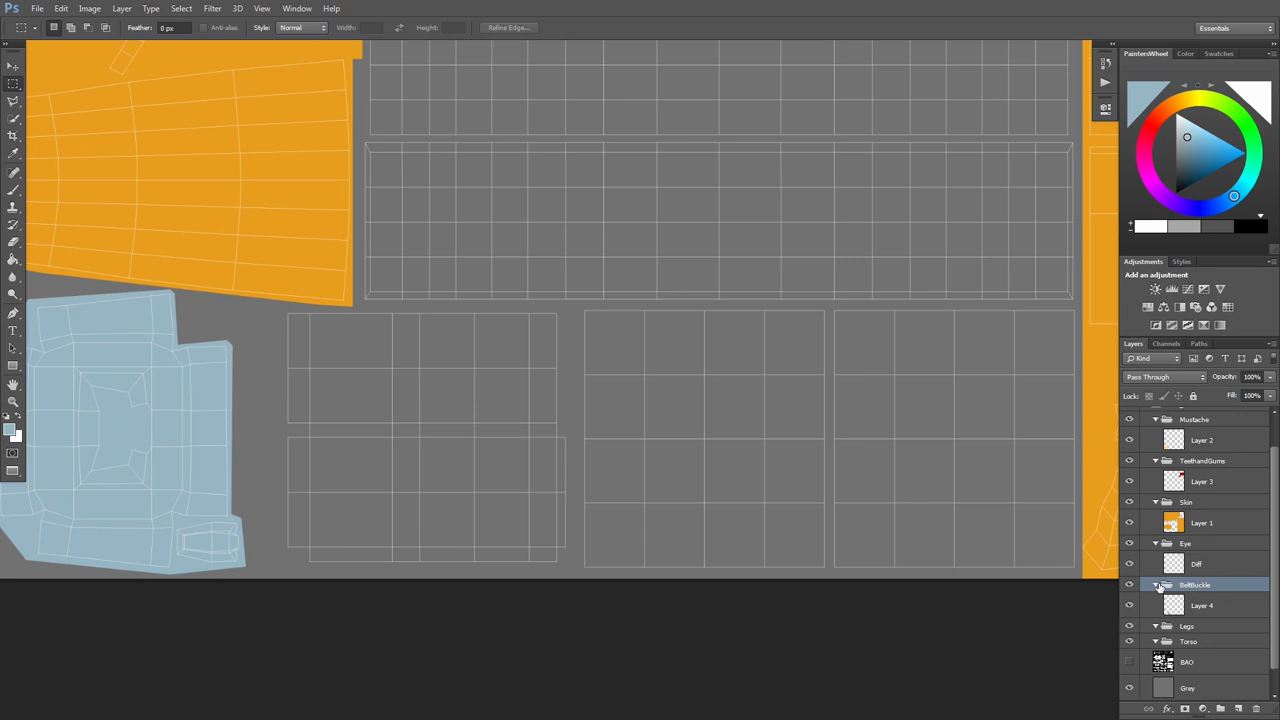 Ps File Edit Image Layer Type Select Filter 3D View Window Help
Feather: 0 px Anti-alias Style: Normal Width: Height: Refine Edge... Essentials
PaintersWheel Color Swatches
Adjustments Styles
Add an adjustment
Layers Channels Paths
Kind
Pass Through Opacity: 100%
Lock: Fill: 100%
Mustache
Layer 2
TeethandGums
Layer 3
Skin
Layer 1
Eye
Diff
BeltBuckle
Layer 4
Legs
Torso
BAO
Grey